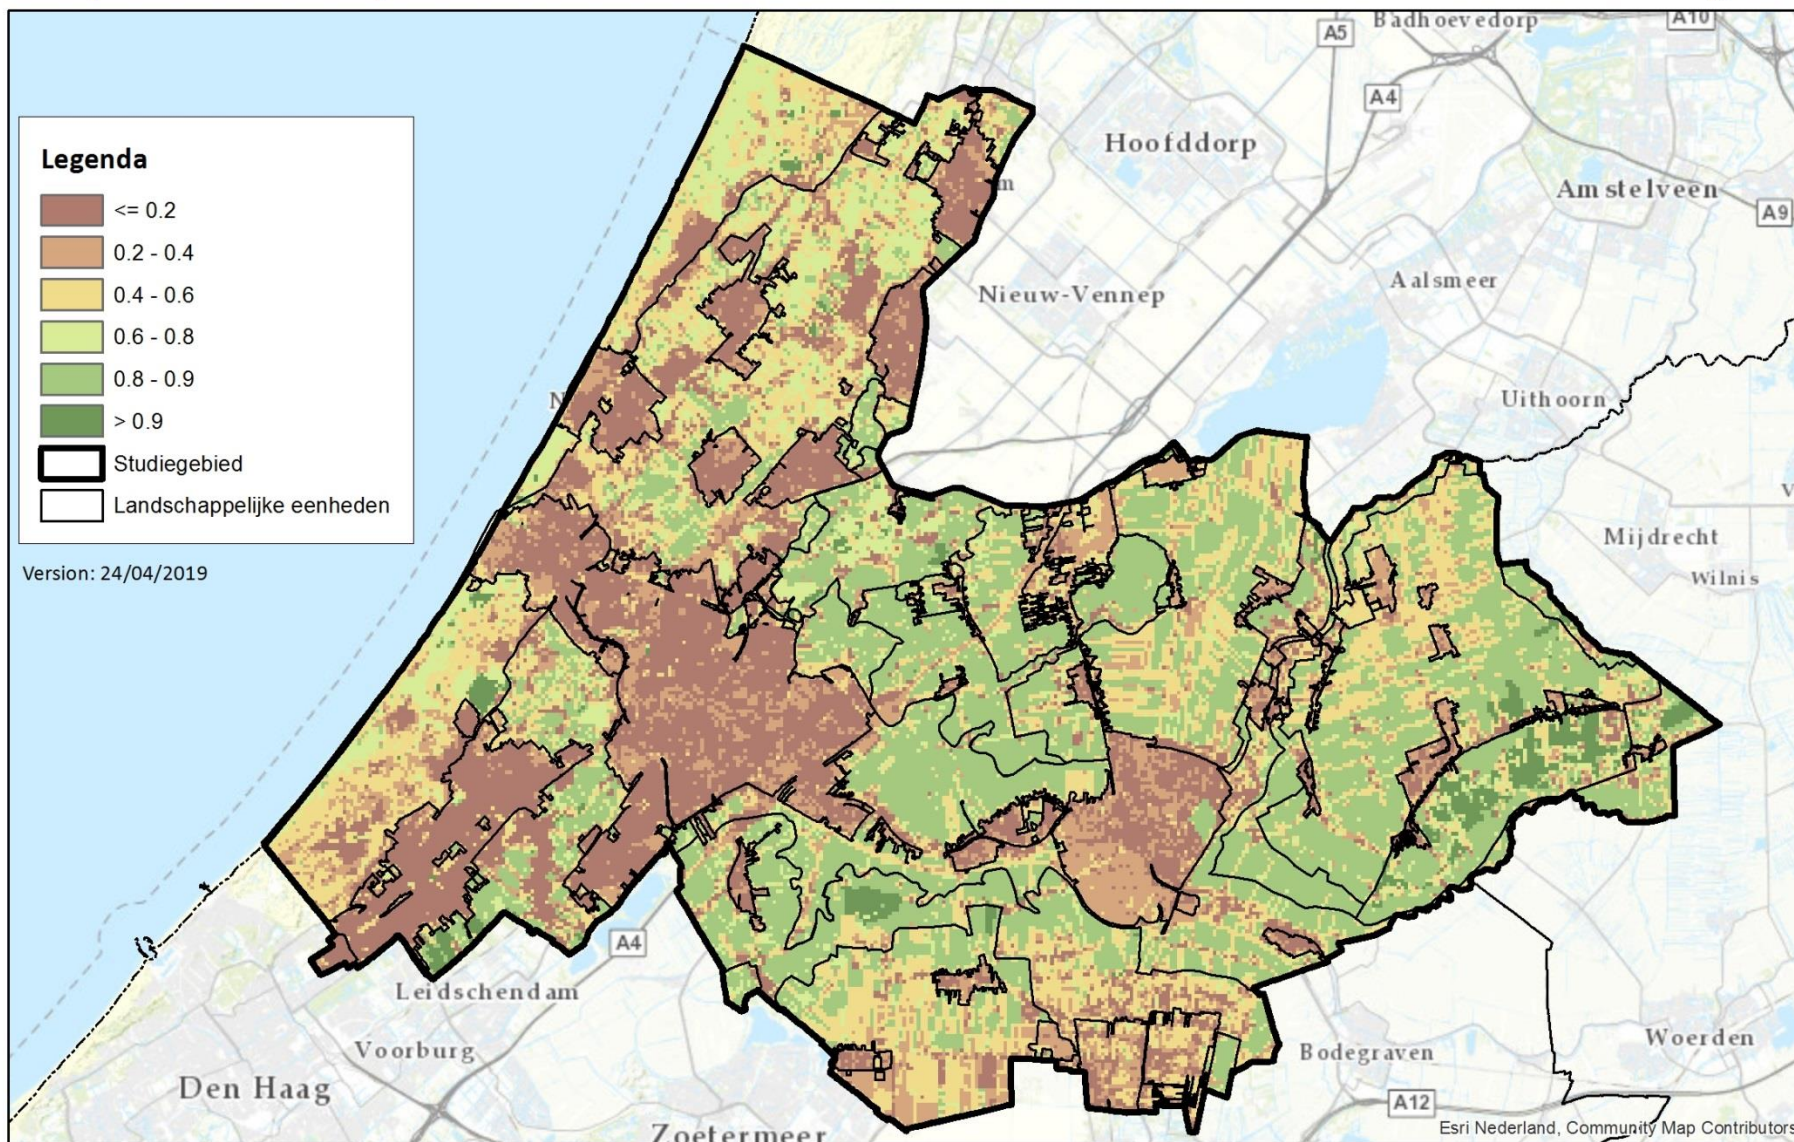 Badhoevedorp
A10
A5
A4
Hoofddorp
Amstelveen
A9
Legenda
<= 0.2
0.2 - 0.4
0.4 - 0.6
0.6 - 0.8
0.8 - 0.9
> 0.9
Studiegebied
Landschappelijke eenheden
Version: 24/04/2019
Nieuw-Vennep
Aalsmeer
Uithoorn
Mijdrecht
Wilnis
A4
Leidschendam
Voorburg
Den Haag
Zoetermeer
Bodegraven
Woerden
A12
Esri Nederland, Community Map Contributors